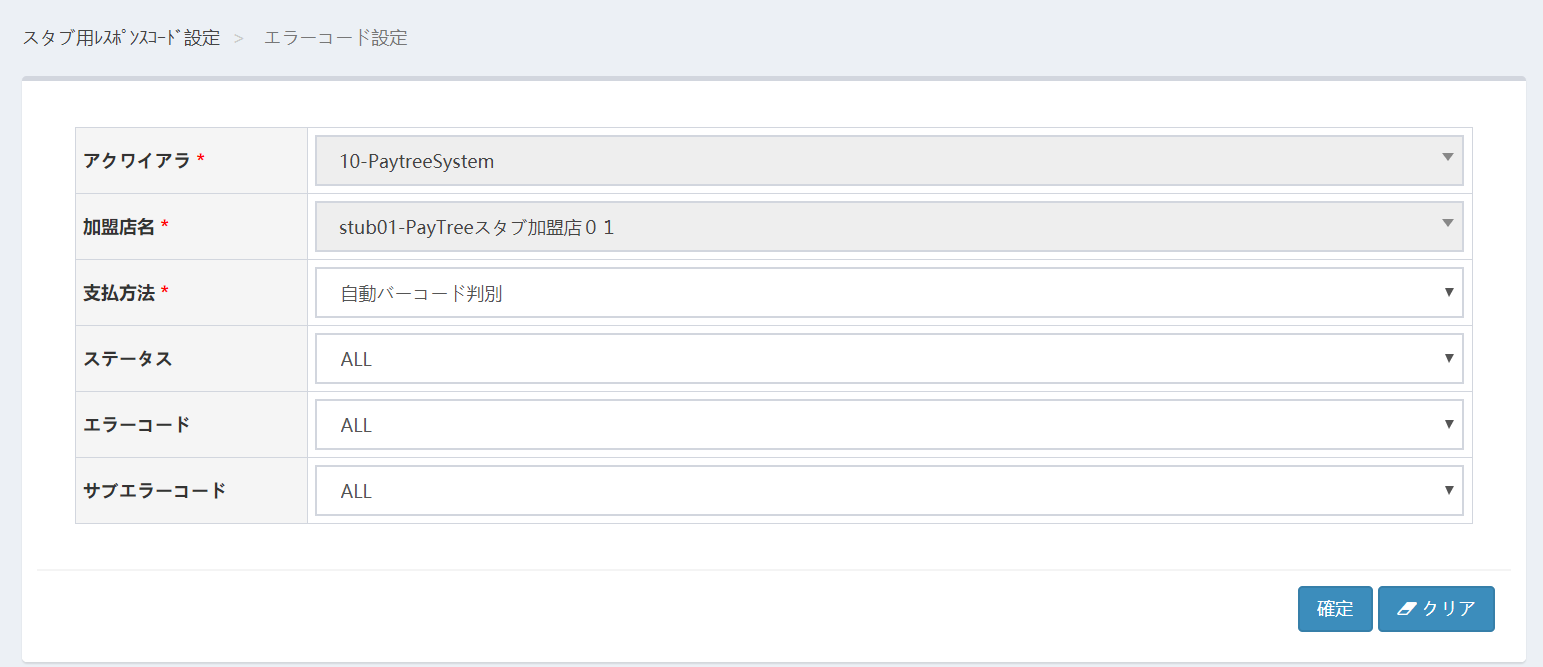 スタブ用ﾚｽﾎﾟﾝｽｺｰﾄﾞ設定 > エラーコード設定
アクワイアラ * 10-PaytreeSystem
加盟店名 * stub01-PayTreeスタブ加盟店０１
支払方法 * 自動バーコード判別
ステータス ALL
エラーコード ALL
サブエラーコード ALL
確定 クリア